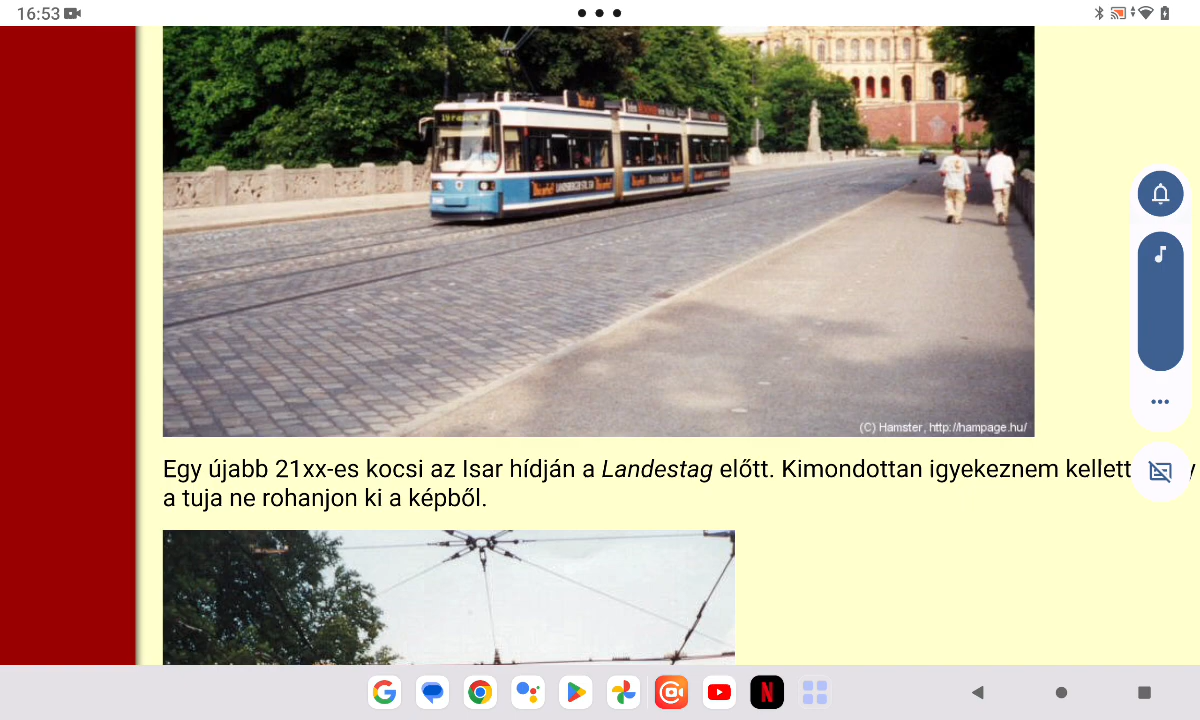 16:53
(C) Hamster, http://hampage.hu/
Egy újabb 21xx-es kocsi az Isar hídján a Landestag előtt. Kimondottan igyekeznem kellett
a tuja ne rohanjon ki a képből.